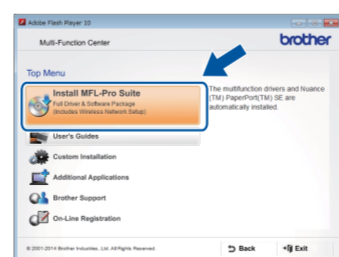 Adobe Flash Player 10
Multi-Function Center
brother
Top Menu
Install MFL-Pro Suite
Full Driver & Software Package
(Includes Wireless Network Setup)
The multifunction drivers and Nuance
(TM) PaperPort(TM) SE are
automatically installed.
User's Guides
Custom Installation
Additional Applications
Brother Support
On-Line Registration
© 2001-2014 Brother Industries, Ltd. All Rights Reserved.
Back
Exit